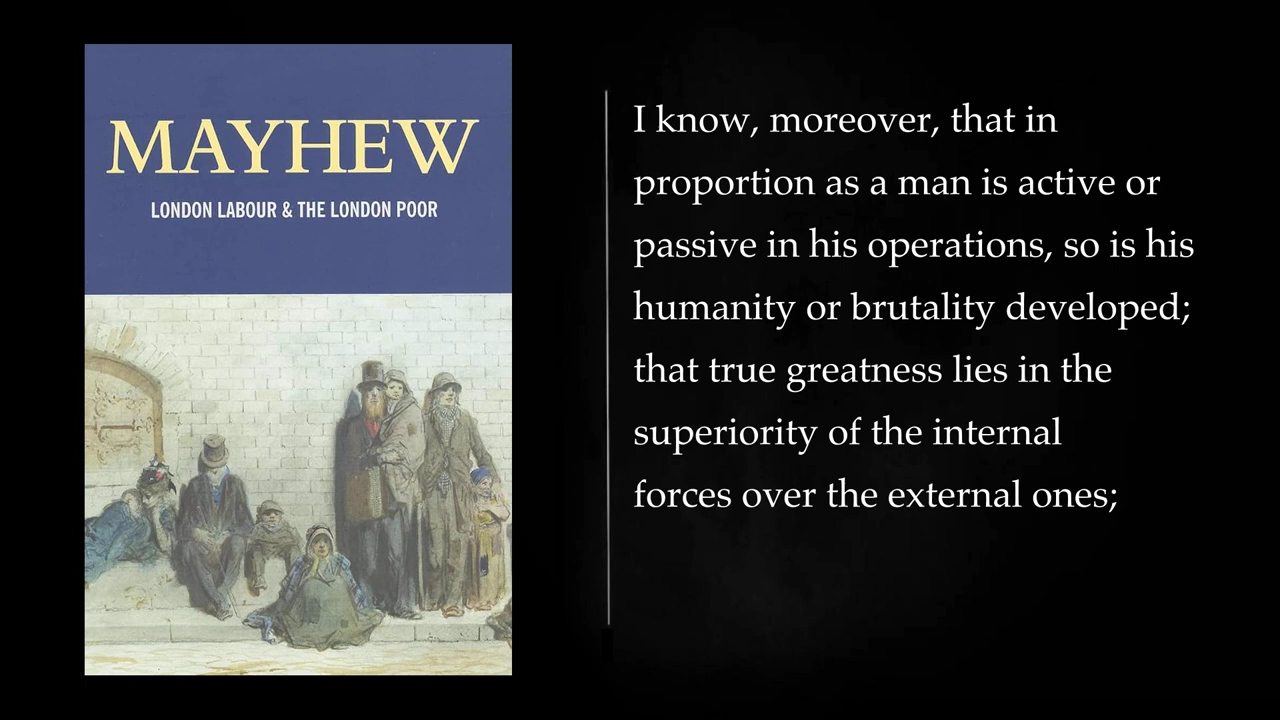 MAYHEW
LONDON LABOUR & THE LONDON POOR
I know, moreover, that in
proportion as a man is active or
passive in his operations, so is his
humanity or brutality developed;
that true greatness lies in the
superiority of the internal
forces over the external ones;